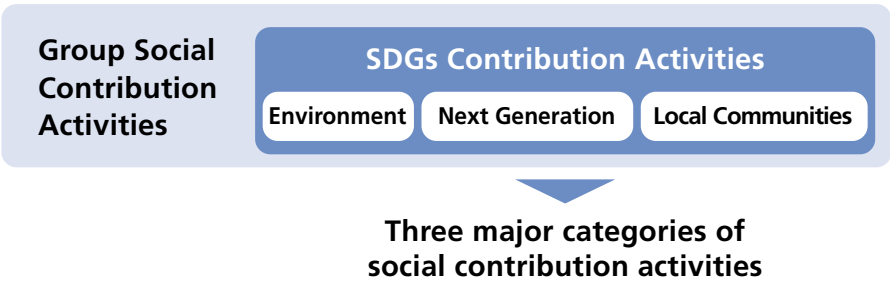 Group Social
Contribution
Activities
SDGs Contribution Activities
Environment
Next Generation
Local Communities
Three major categories of
social contribution activities